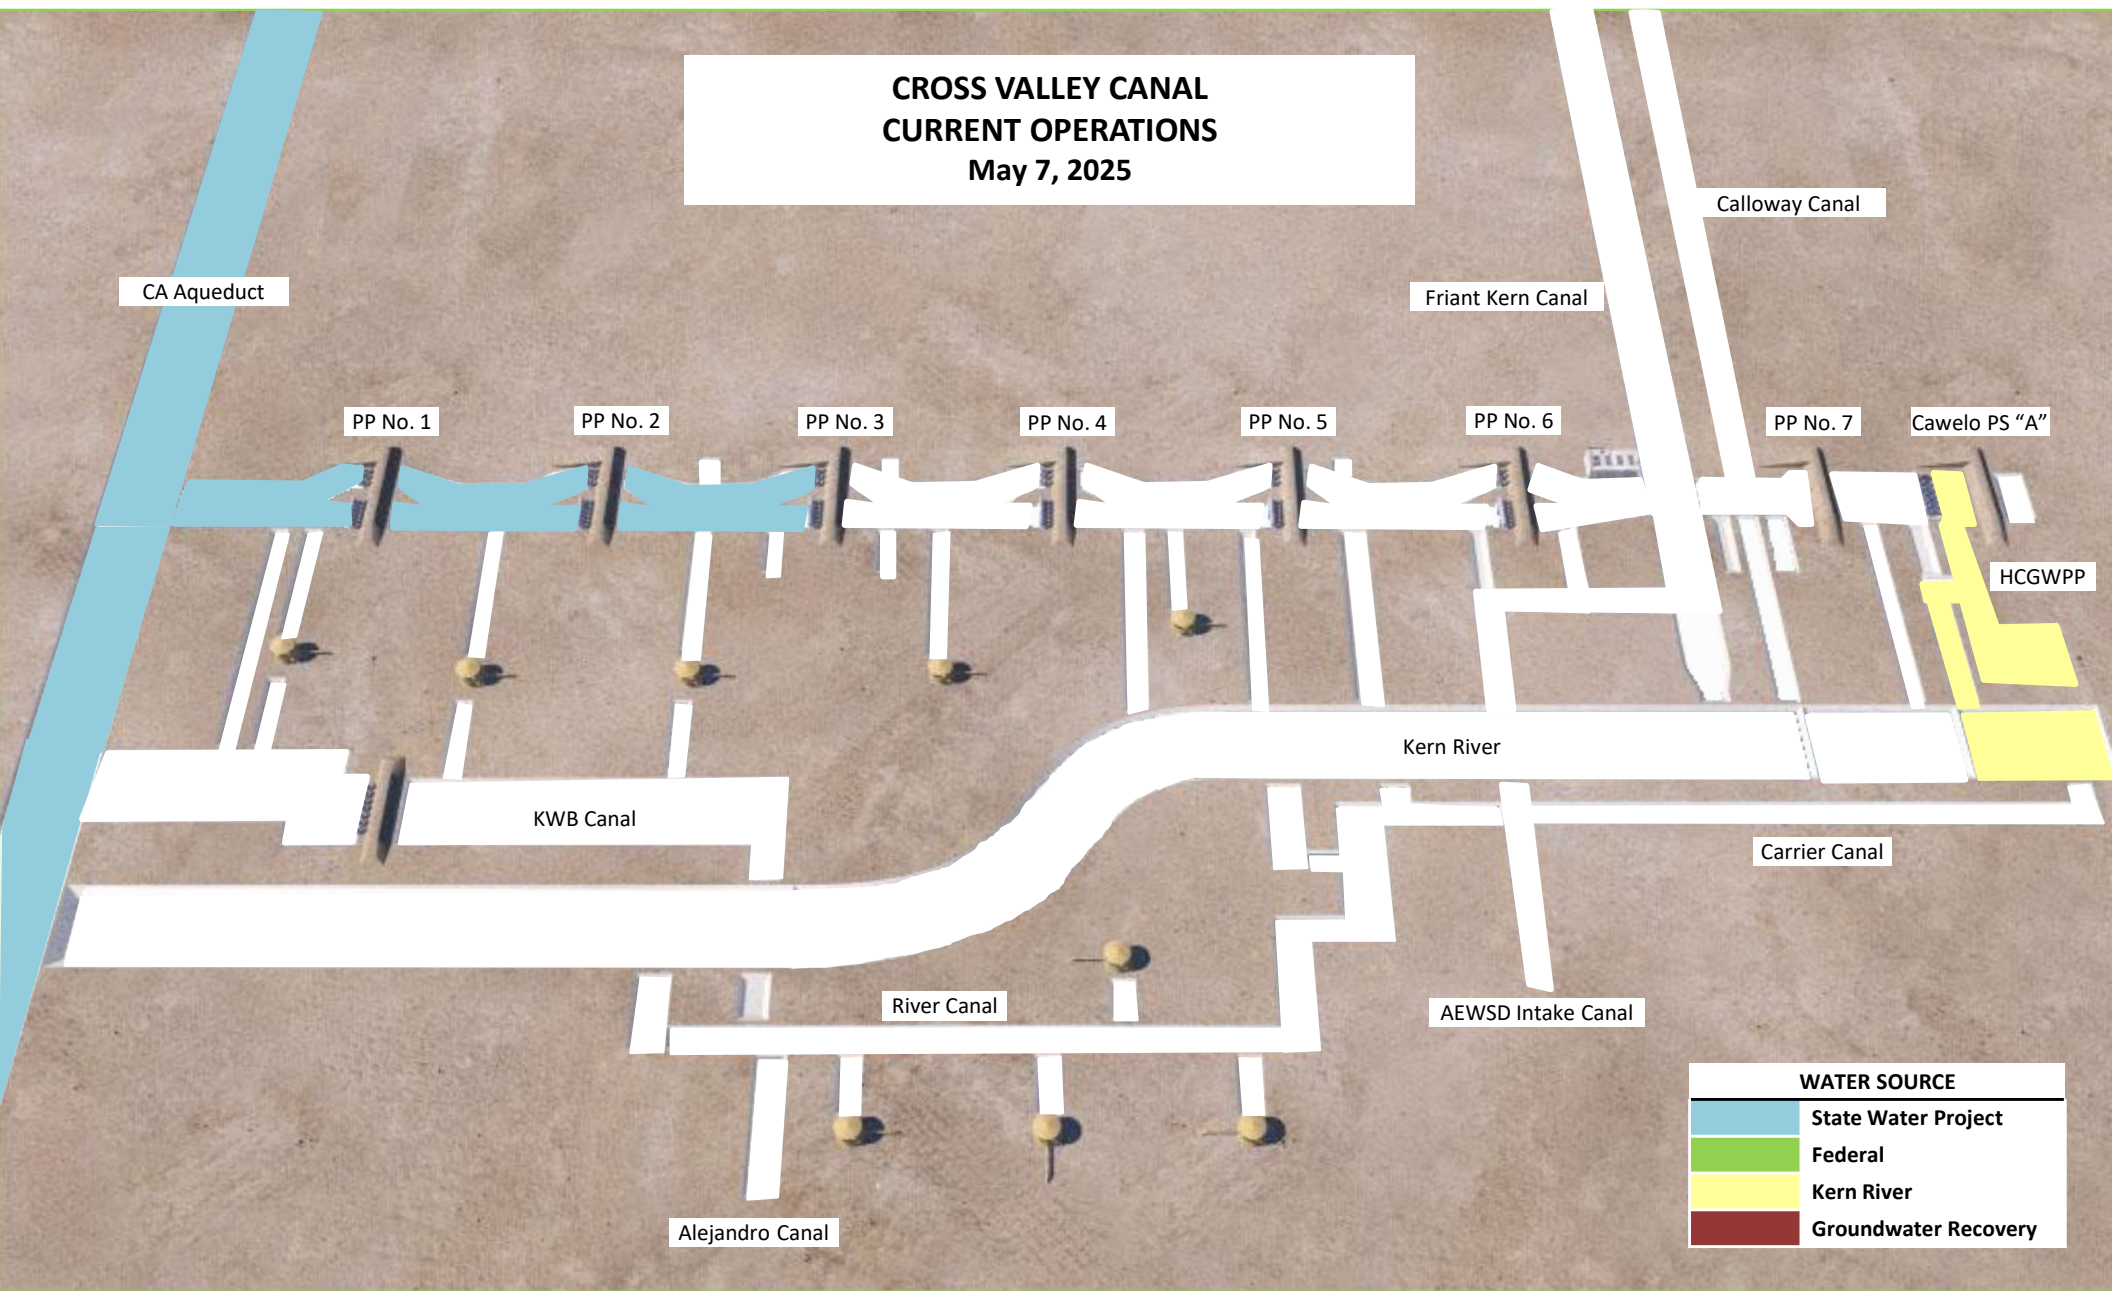 CROSS VALLEY CANAL
CURRENT OPERATIONS
May 7, 2025
Calloway Canal
CA Aqueduct
Friant Kern Canal
PP No. 1
PP No. 2
PP No. 3
PP No. 4
PP No. 5
PP No. 6
PP No. 7
Cawelo PS “A”
HCGWPP
Kern River
KWB Canal
Carrier Canal
River Canal
AEWSD Intake Canal
Alejandro Canal
WATER SOURCE
State Water Project
Federal
Kern River
Groundwater Recovery